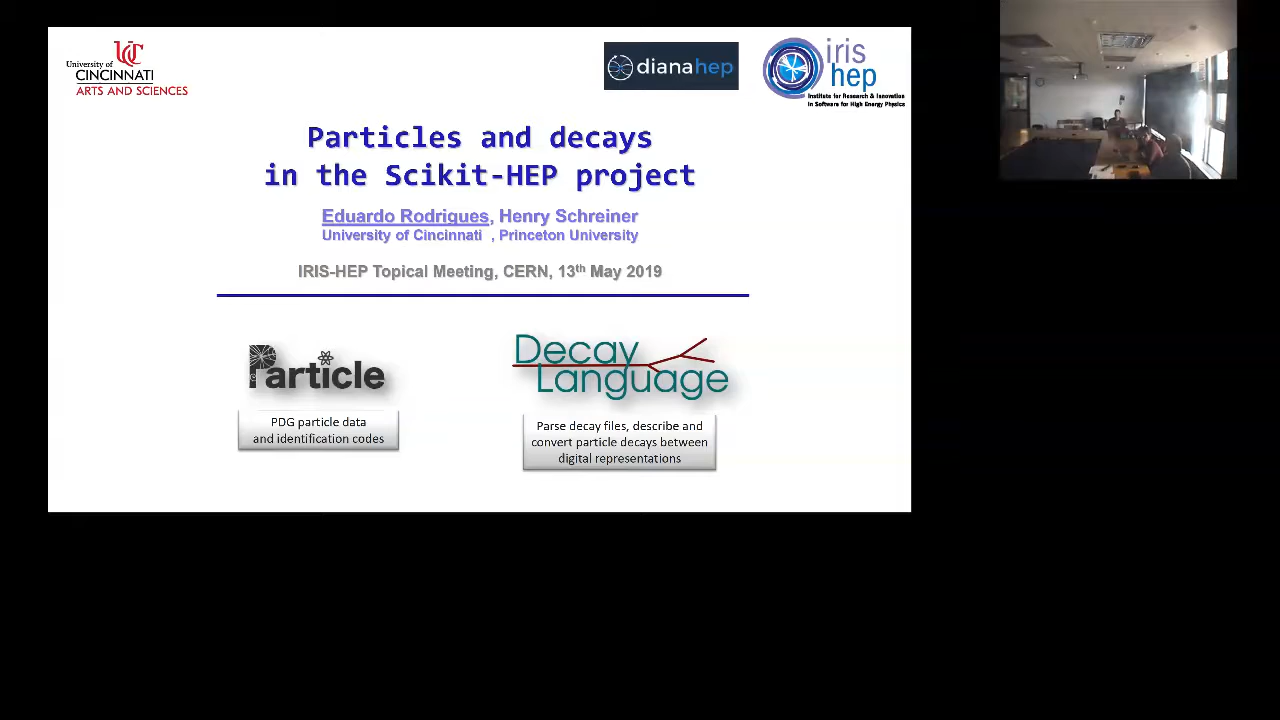 University of
CINCINNATI
ARTS AND SCIENCES
dianahep
iris
hep
Institute for Research & Innovation
in Software for High Energy Physics
Particles and decays
in the Scikit-HEP project
Eduardo Rodrigues, Henry Schreiner
University of Cincinnati , Princeton University
IRIS-HEP Topical Meeting, CERN, 13th May 2019
Particle
PDG particle data
and identification codes
Decay
Language
Parse decay files, describe and
convert particle decays between
digital representations